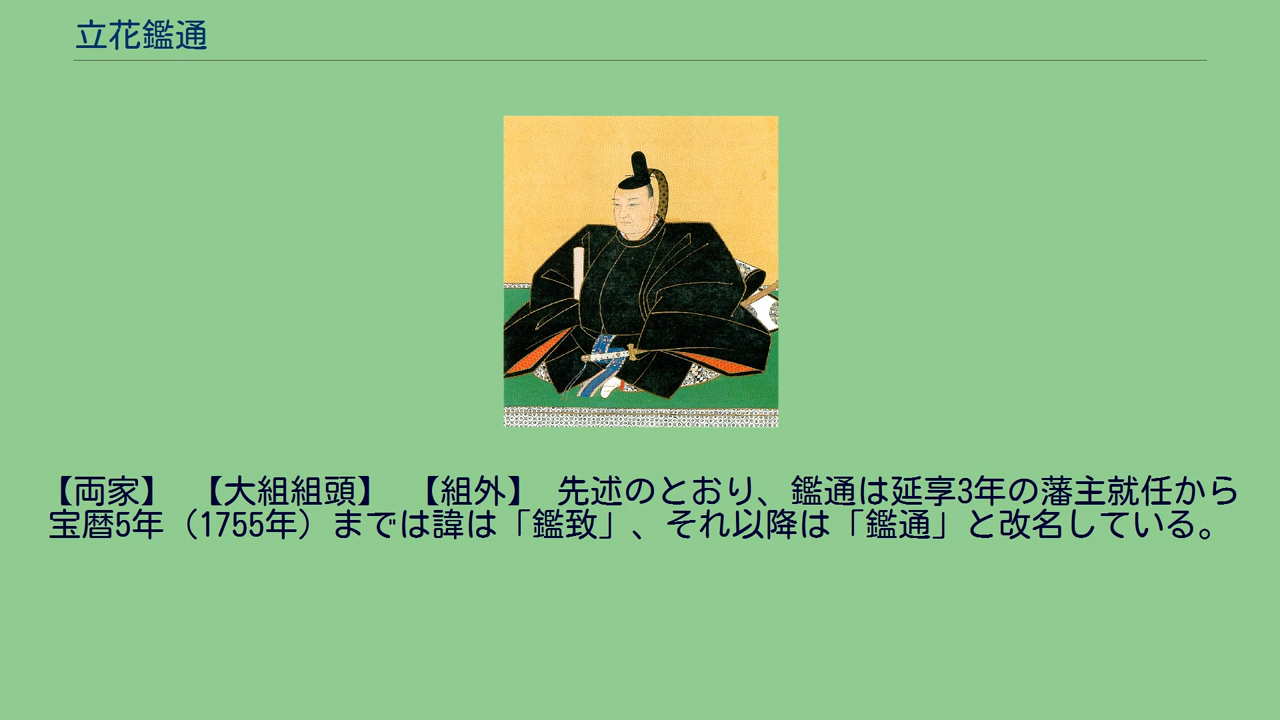 立花鑑通
【両家】　【大組組頭】　【組外】　先述のとおり、鑑通は延享3年の藩主就任から
宝暦5年（1755年）までは諱は「鑑致」、それ以降は「鑑通」と改名している。